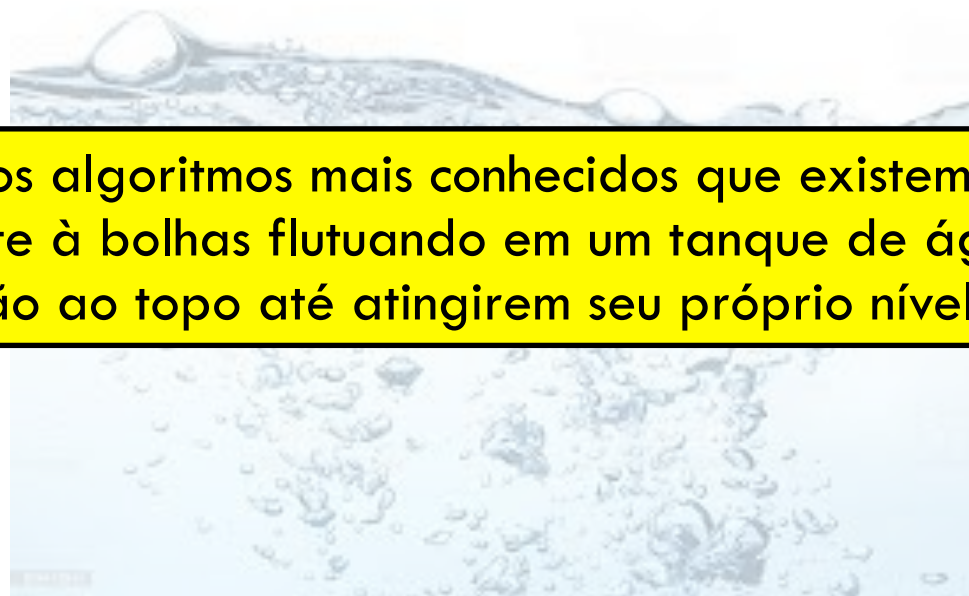 os algoritmos mais conhecidos que existem
te à bolhas flutuando em um tanque de ág
ão ao topo até atingirem seu próprio nível